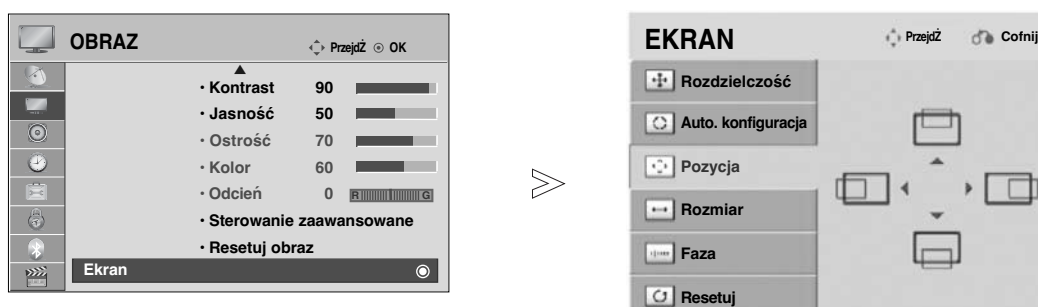 OBRAZ
PrzejdŹ ⊙ OK
• Kontrast 90
• Jasność 50
• Ostrość 70
• Kolor 60
• Odcień 0 R G
• Sterowanie zaawansowane
• Resetuj obraz
Ekran
EKRAN
PrzejdŹ Cofnij
Rozdzielczość
Auto. konfiguracja
Pozycja
Rozmiar
Faza
Resetuj